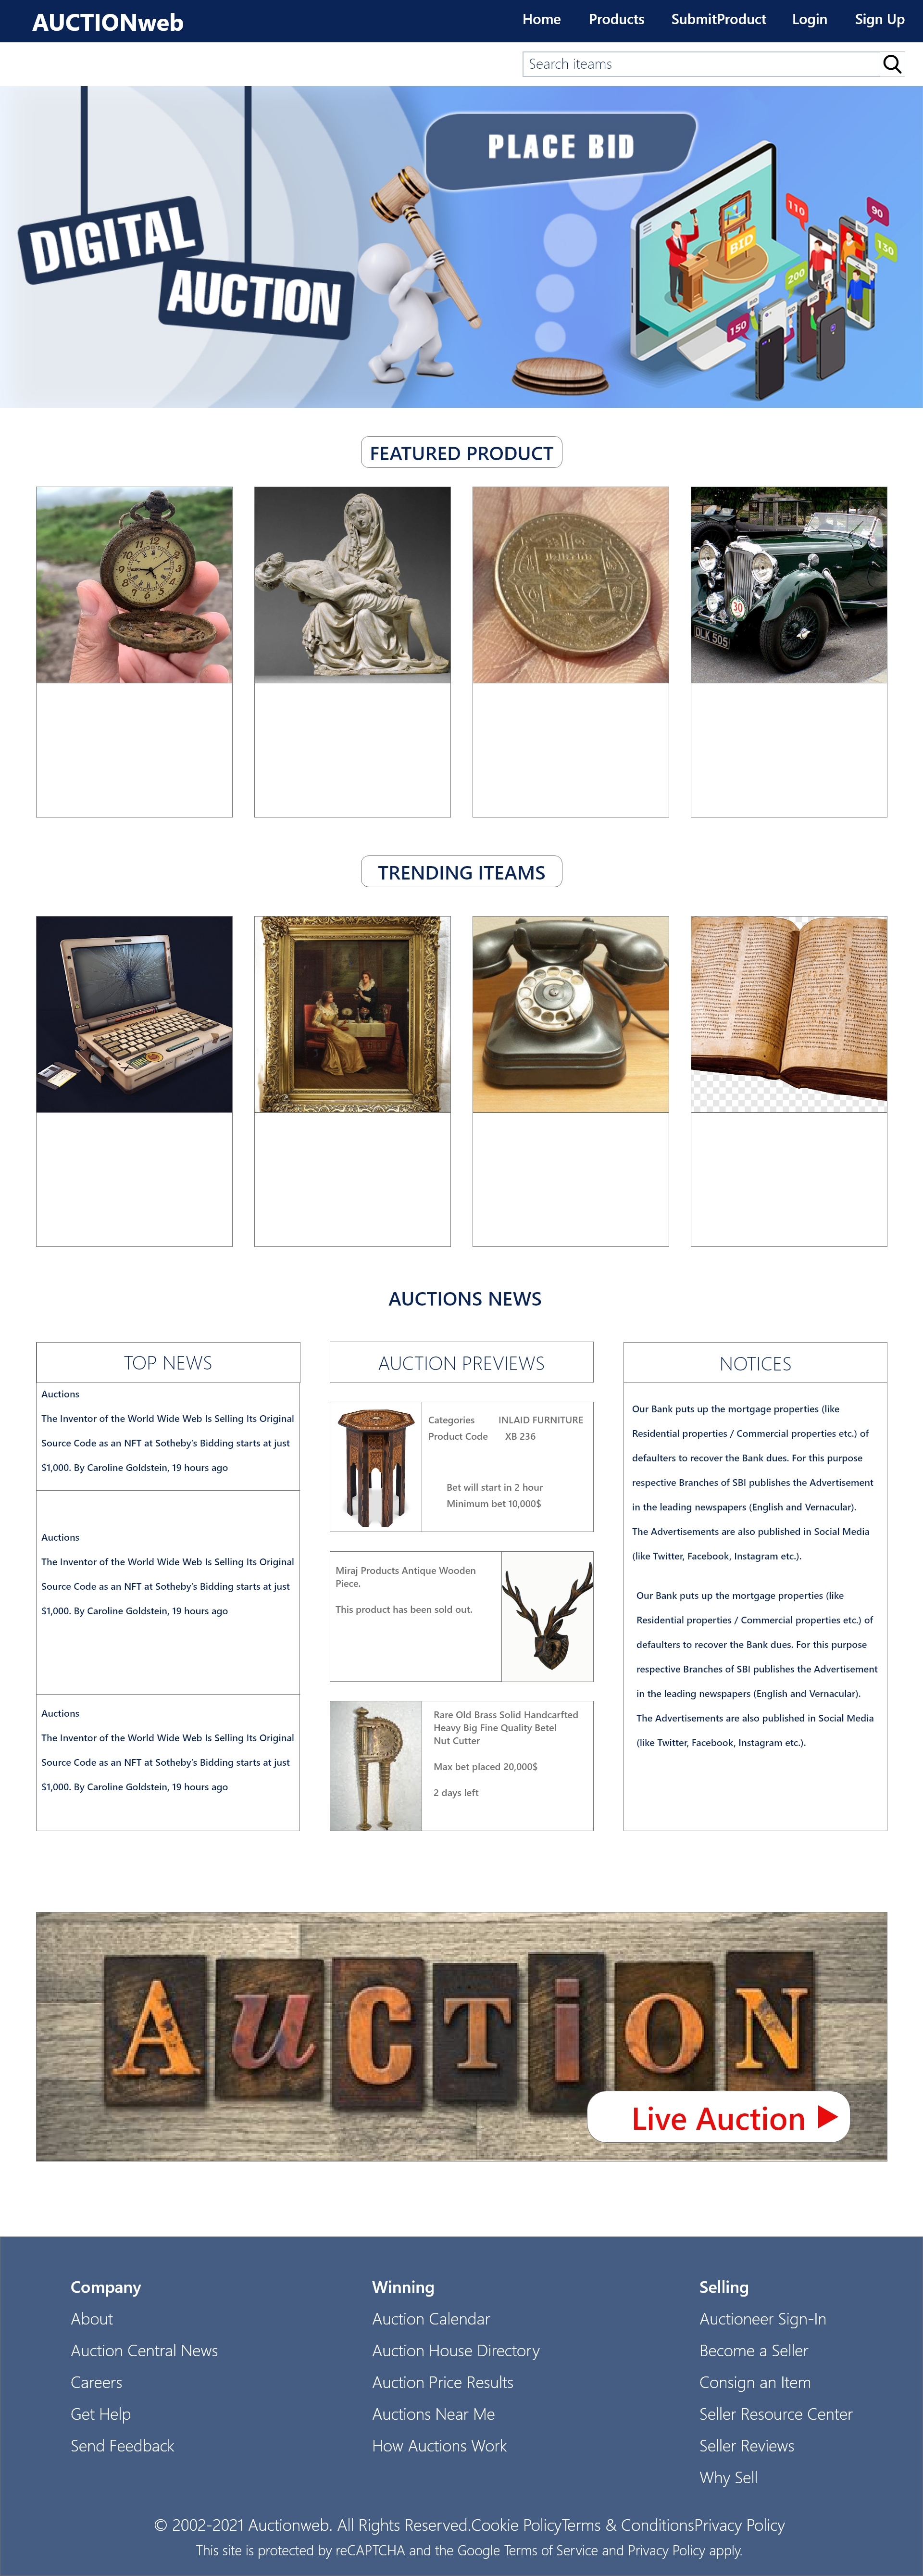 AUCTIONweb
Home Products SubmitProduct Login Sign Up
Search iteams
PLACE BID
DIGITAL
AUCTION
BID
110
90
130
200
150
FEATURED PRODUCT
30
DLK 505
TRENDING ITEAMS
AUCTIONS NEWS
TOP NEWS
Auctions
The Inventor of the World Wide Web Is Selling Its Original
Source Code as an NFT at Sotheby's Bidding starts at just
$1,000. By Caroline Goldstein, 19 hours ago
Auctions
The Inventor of the World Wide Web Is Selling Its Original
Source Code as an NFT at Sotheby's Bidding starts at just
$1,000. By Caroline Goldstein, 19 hours ago
Auctions
The Inventor of the World Wide Web Is Selling Its Original
Source Code as an NFT at Sotheby's Bidding starts at just
$1,000. By Caroline Goldstein, 19 hours ago
AUCTION PREVIEWS
Categories INLAID FURNITURE
Product Code XB 236
Bet will start in 2 hour
Minimum bet 10,000$
Miraj Products Antique Wooden
Piece.
This product has been sold out.
Rare Old Brass Solid Handcarfted
Heavy Big Fine Quality Betel
Nut Cutter
Max bet placed 20,000$
2 days left
NOTICES
Our Bank puts up the mortgage properties (like
Residential properties / Commercial properties etc.) of
defaulters to recover the Bank dues. For this purpose
respective Branches of SBI publishes the Advertisement
in the leading newspapers (English and Vernacular).
The Advertisements are also published in Social Media
(like Twitter, Facebook, Instagram etc.).
Our Bank puts up the mortgage properties (like
Residential properties / Commercial properties etc.) of
defaulters to recover the Bank dues. For this purpose
respective Branches of SBI publishes the Advertisement
in the leading newspapers (English and Vernacular).
The Advertisements are also published in Social Media
(like Twitter, Facebook, Instagram etc.).
AuCTiON
Live Auction
Company
About
Auction Central News
Careers
Get Help
Send Feedback
Winning
Auction Calendar
Auction House Directory
Auction Price Results
Auctions Near Me
How Auctions Work
Selling
Auctioneer Sign-In
Become a Seller
Consign an Item
Seller Resource Center
Seller Reviews
Why Sell
© 2002-2021 Auctionweb. All Rights Reserved.Cookie PolicyTerms & ConditionsPrivacy Policy
This site is protected by reCAPTCHA and the Google Terms of Service and Privacy Policy apply.